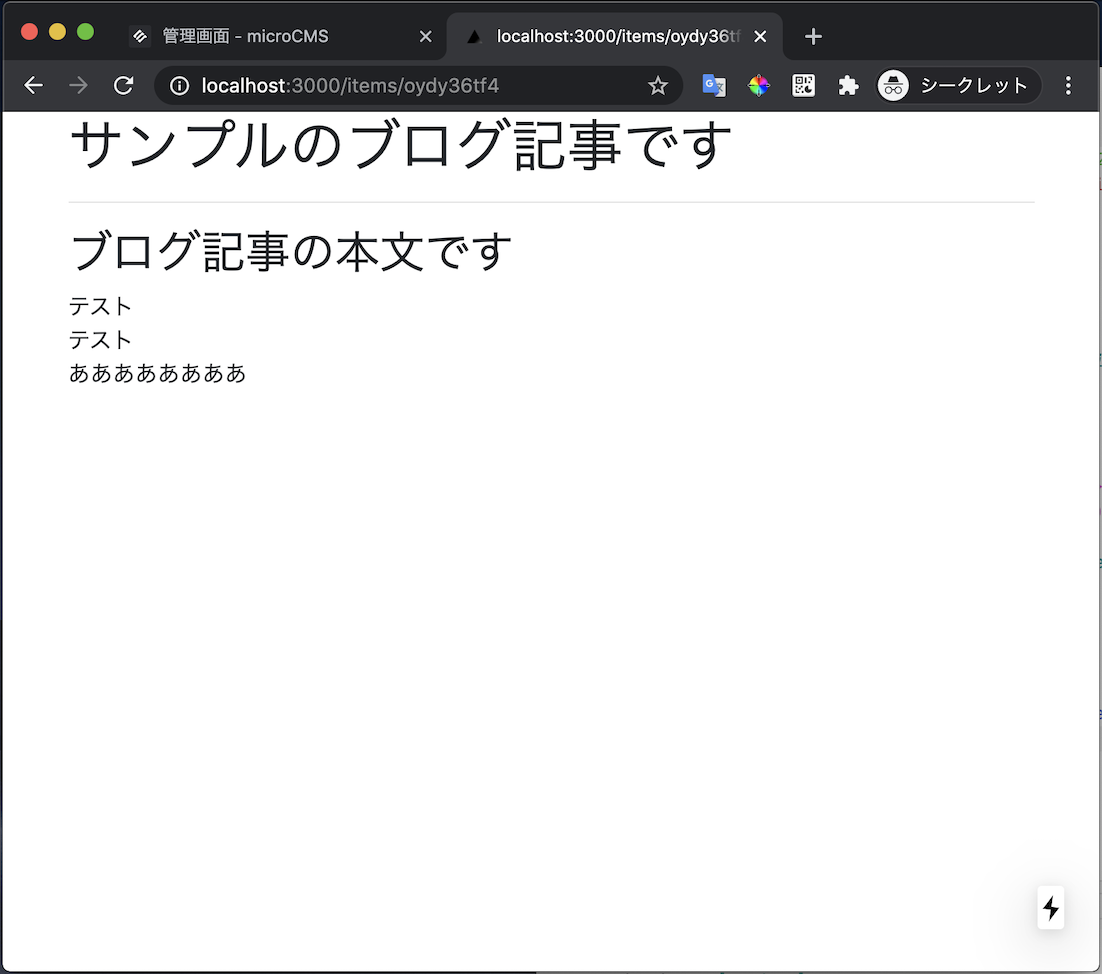 管理画面 - microCMS
localhost:3000/items/oydy36tf
localhost:3000/items/oydy36tf4
シークレット
サンプルのブログ記事です
ブログ記事の本文です
テスト
テスト
ああああああああ